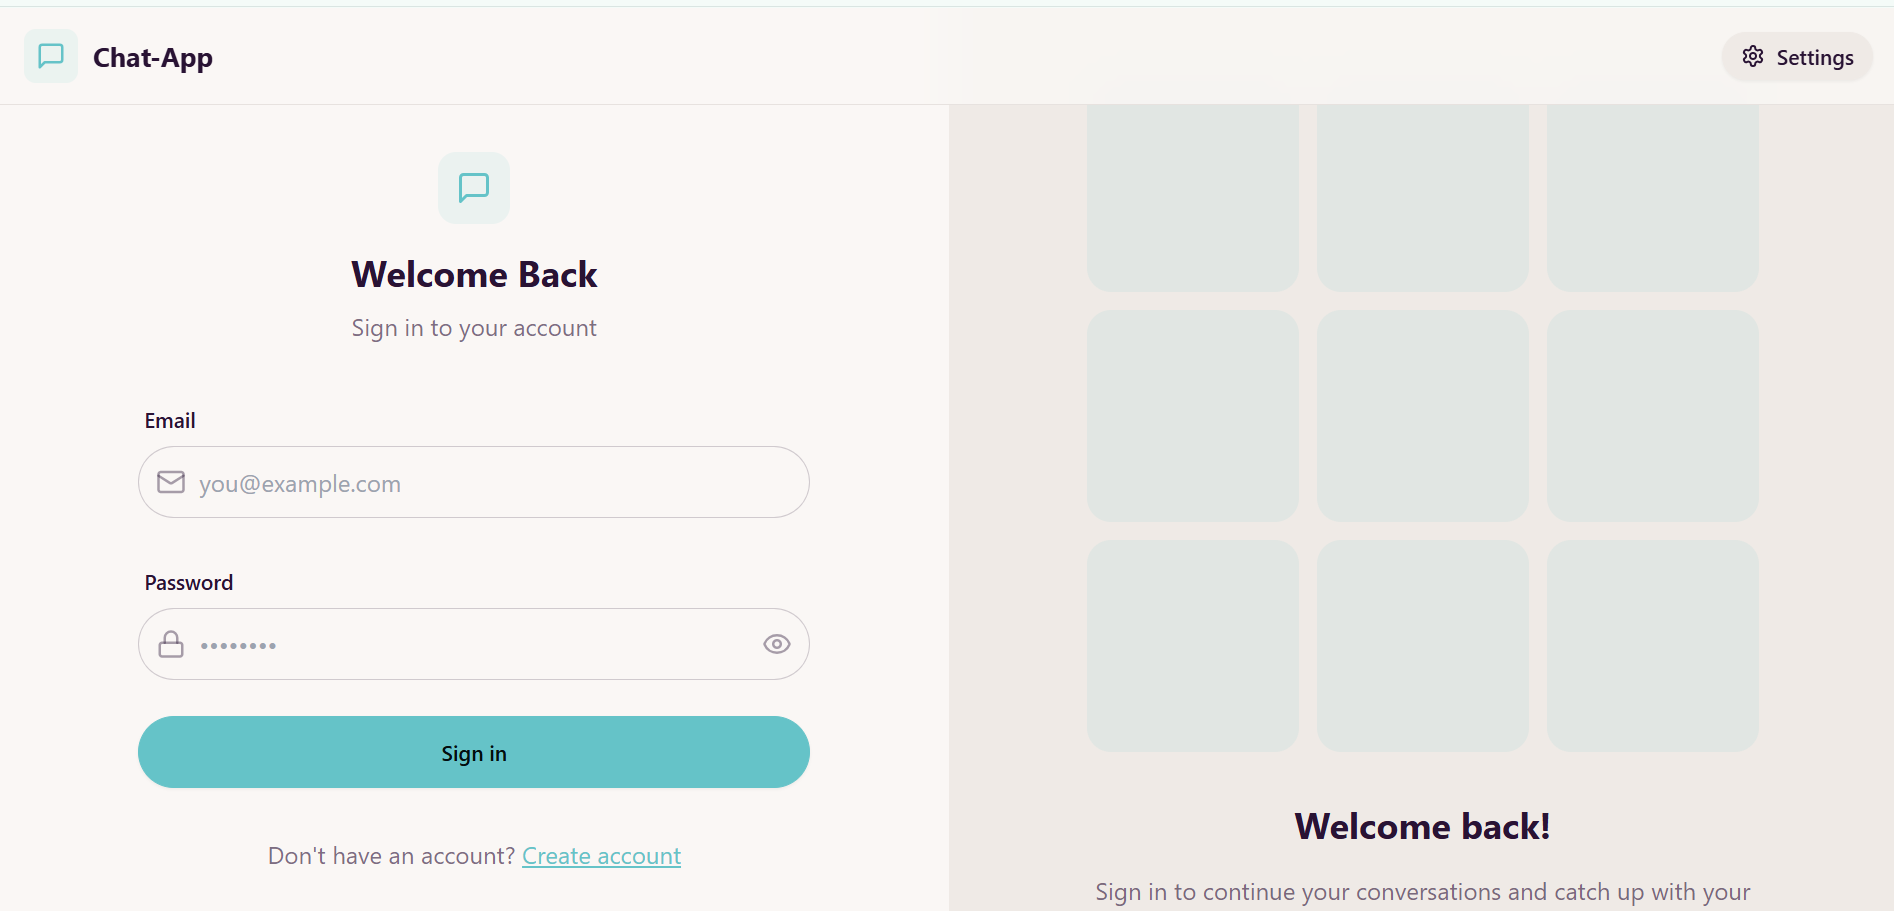 Chat-App
Settings
Welcome Back
Sign in to your account
Email
you@example.com
Password
••••••••
Sign in
Don't have an account? Create account
Welcome back!
Sign in to continue your conversations and catch up with your